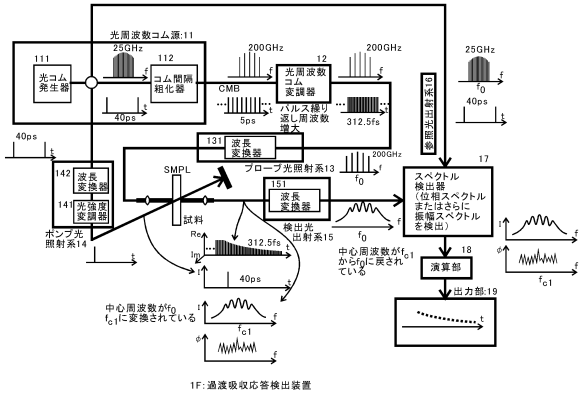 光周波数コム源:11
111
光コム
発生器
25GHz
f
40ps
t
112
コム間隔
粗化器
200GHz
f
CMB
t
5ps
12
光周波数
コム
変調器
パルス繰り
返し周波数
増大
200GHz
f
t
312.5fs
参照光出射系16
25GHz
f
f0
40ps
t
40ps
t
131
波長
変換器
プローブ光照射系13
200GHz
f
f0
142
波長
変換器
141
光強度
変調器
ポンプ光
照射系14
t
SMPL
試料
151
波長
変換器
検出光
出射系15
f
f0
中心周波数がfc1
からf0に戻されて
いる
17
スペクトル
検出器
(位相スペクトル
またはさらに
振幅スペクトル
を検出)
I
f
φ
f
fc1
18
演算部
出力部:19
t
Re
Im
312.5fs
t
I
40ps
t
中心周波数がf0
fc1に変換されている
I
f
fc1
φ
f
1F:過渡吸収応答検出装置